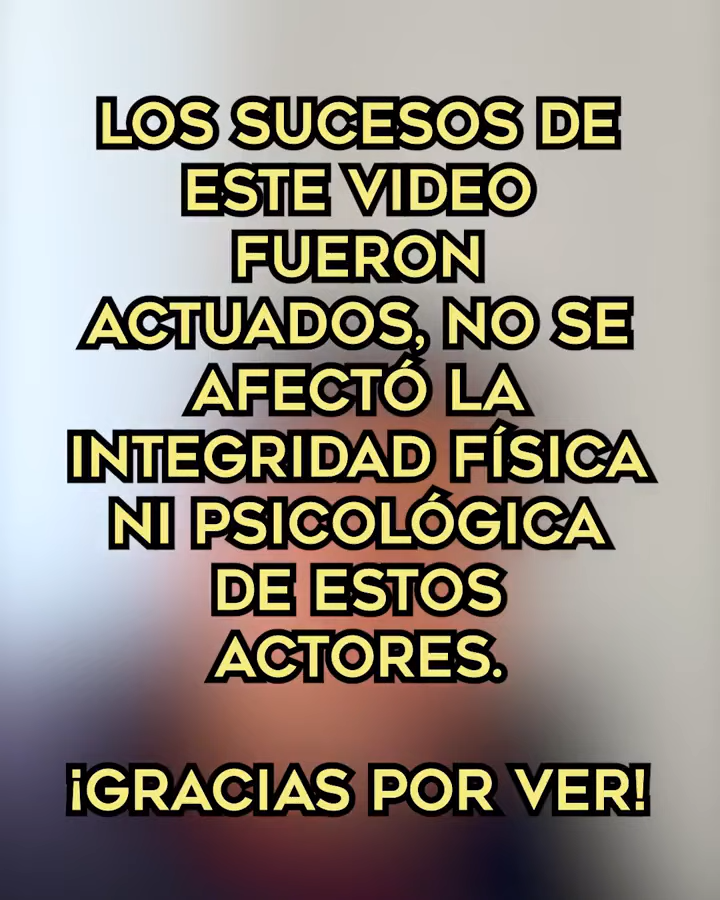 LOS SUCESOS DE
ESTE VIDEO
FUERON
ACTUADOS, NO SE
AFECTÓ LA
INTEGRIDAD FÍSICA
NI PSICOLÓGICA
DE ESTOS
ACTORES.
¡GRACIAS POR VER!